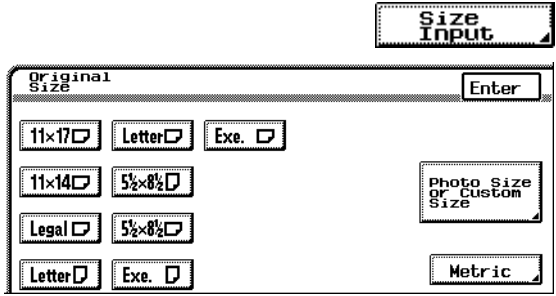 Size
Input
Original
Size
Enter
11×17 Letter Exe.
11×14 5½×8½
Photo Size
or Custom
Size
Legal 5½×8½
Letter Exe.
Metric